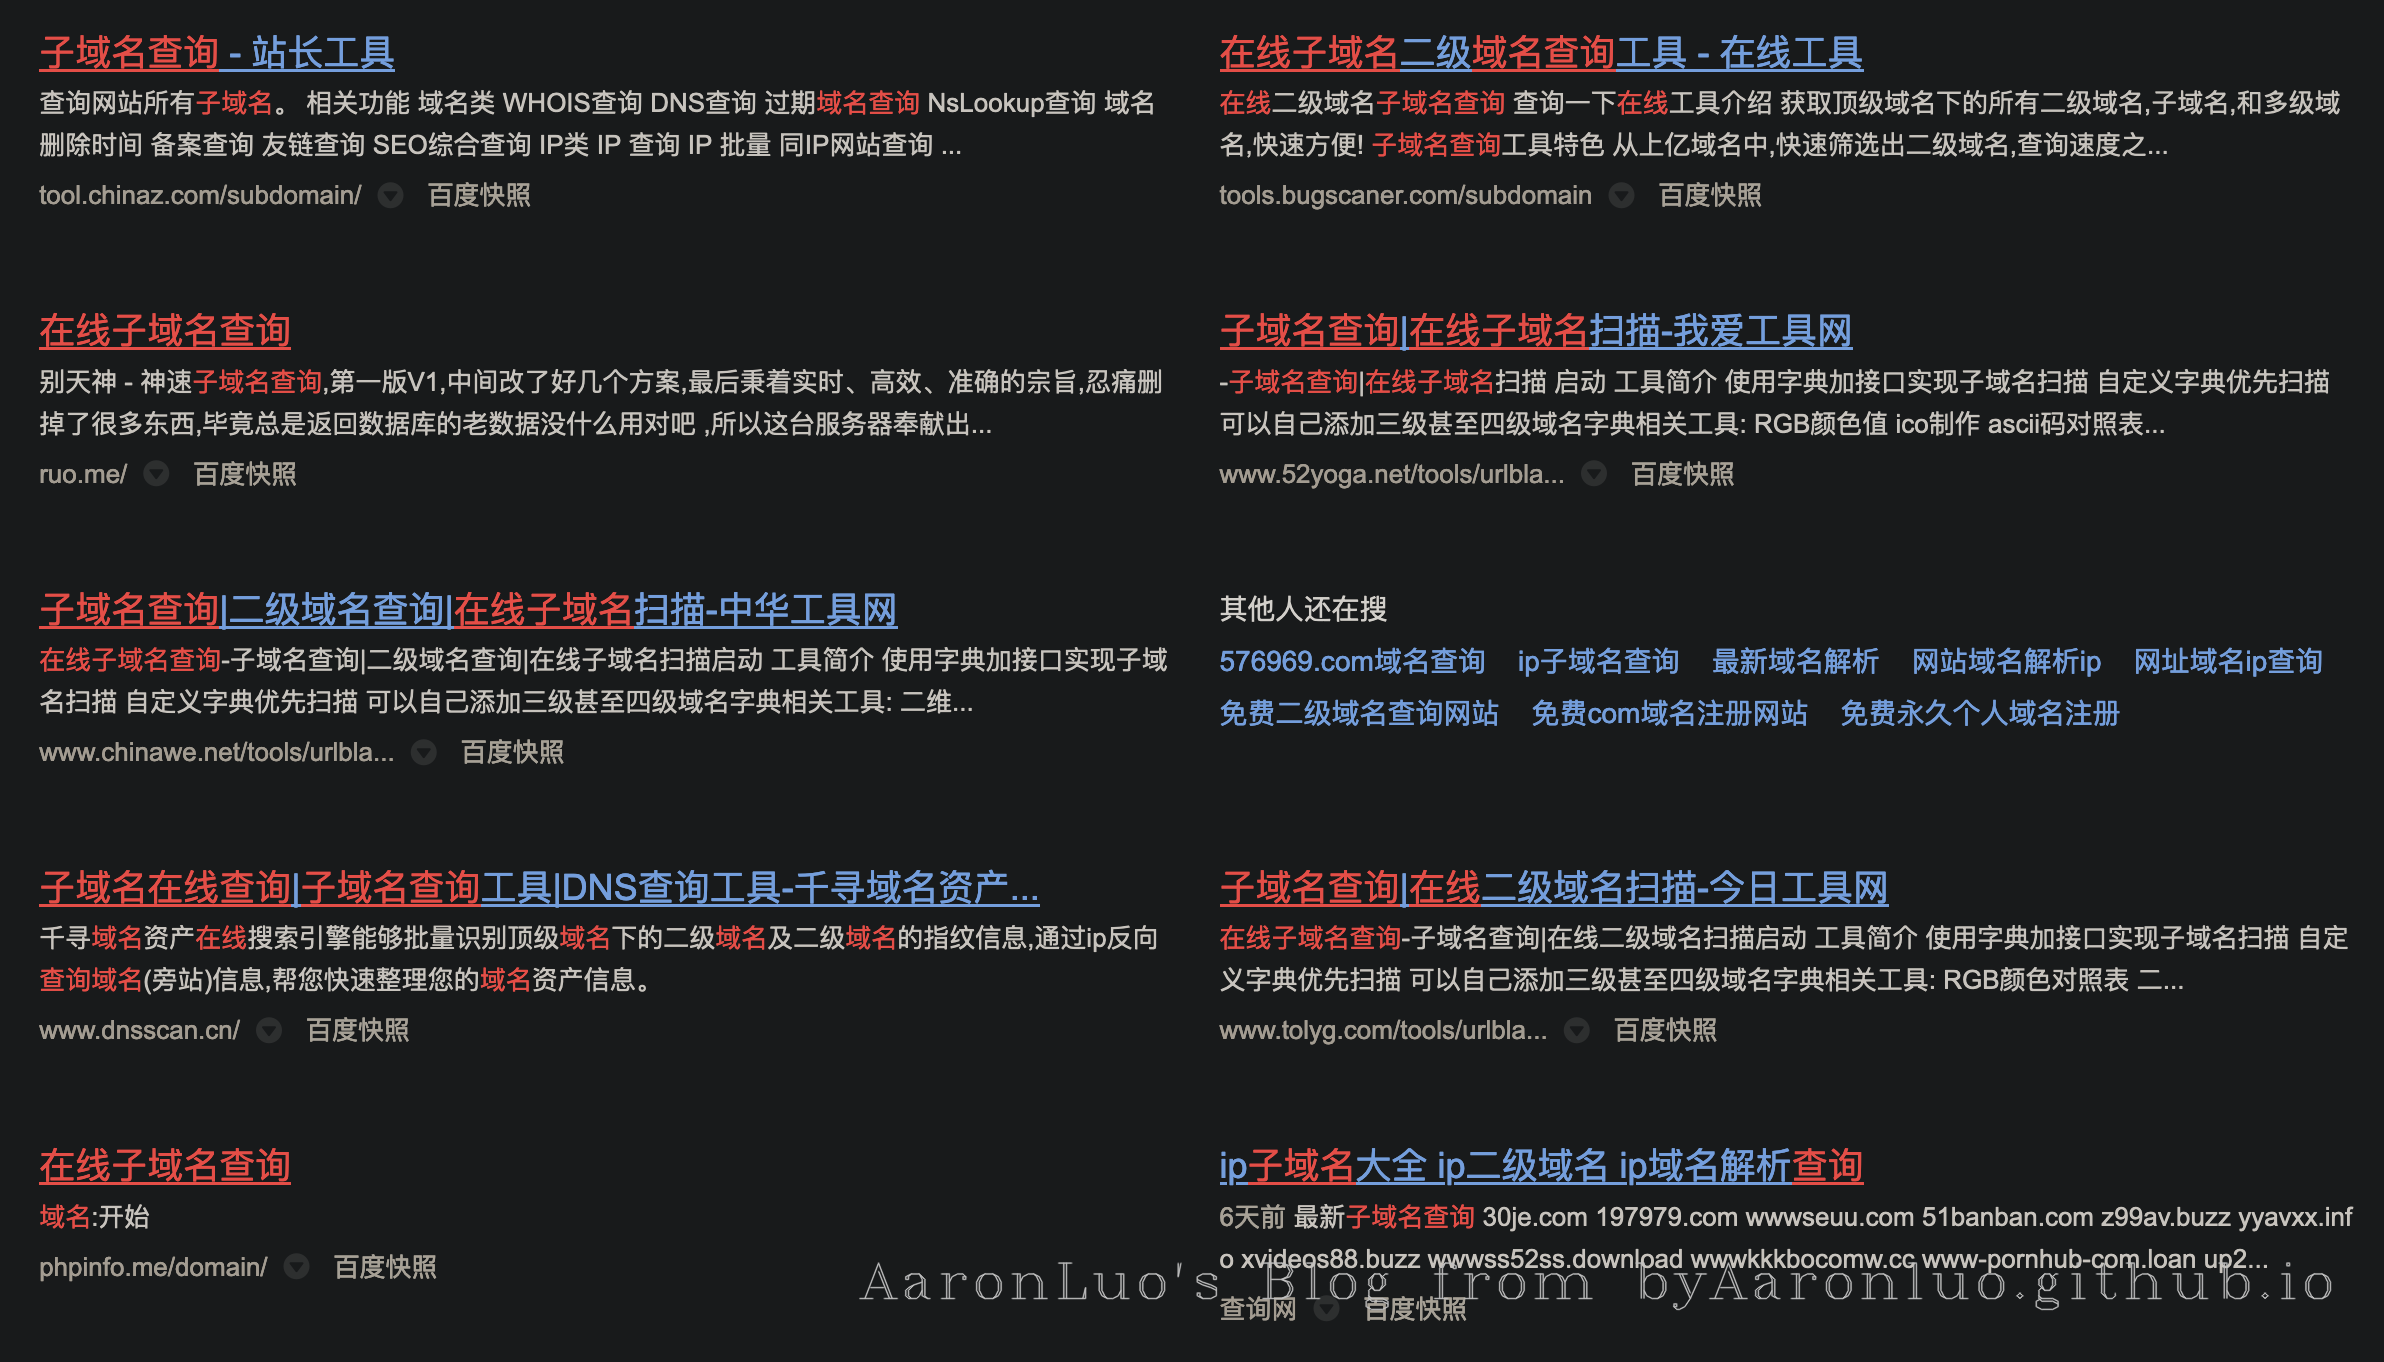 子域名查询 - 站长工具
查询网站所有子域名。 相关功能 域名类 WHOIS查询 DNS查询 过期域名查询 NsLookup查询 域名
删除时间 备案查询 友链查询 SEO综合查询 IP类 IP 查询 IP 批量 同IP网站查询 ...
tool.chinaz.com/subdomain/ 百度快照
在线子域名二级域名查询工具 - 在线工具
在线二级域名子域名查询 查询一下在线工具介绍 获取顶级域名下的所有二级域名,子域名,和多级域
名,快速方便! 子域名查询工具特色 从上亿域名中,快速筛选出二级域名,查询速度之...
tools.bugscaner.com/subdomain 百度快照
在线子域名查询
别天神 - 神速子域名查询,第一版V1,中间改了好几个方案,最后秉着实时、高效、准确的宗旨,忍痛删
掉了很多东西,毕竟总是返回数据库的老数据没什么用对吧 ,所以这台服务器奉献出...
ruo.me/ 百度快照
子域名查询|在线子域名扫描-我爱工具网
-子域名查询|在线子域名扫描 启动 工具简介 使用字典加接口实现子域名扫描 自定义字典优先扫描
可以自己添加三级甚至四级域名字典相关工具: RGB颜色值 ico制作 ascii码对照表...
www.52yoga.net/tools/urlbla... 百度快照
子域名查询|二级域名查询|在线子域名扫描-中华工具网
在线子域名查询-子域名查询|二级域名查询|在线子域名扫描启动 工具简介 使用字典加接口实现子域
名扫描 自定义字典优先扫描 可以自己添加三级甚至四级域名字典相关工具: 二维...
www.chinawe.net/tools/urlbla... 百度快照
其他人还在搜
576969.com域名查询 ip子域名查询 最新域名解析 网站域名解析ip 网址域名ip查询
免费二级域名查询网站 免费com域名注册网站 免费永久个人域名注册
子域名在线查询|子域名查询工具|DNS查询工具-千寻域名资产...
千寻域名资产在线搜索引擎能够批量识别顶级域名下的二级域名及二级域名的指纹信息,通过ip反向
查询域名(旁站)信息,帮您快速整理您的域名资产信息。
www.dnsscan.cn/ 百度快照
子域名查询|在线二级域名扫描-今日工具网
在线子域名查询-子域名查询|在线二级域名扫描启动 工具简介 使用字典加接口实现子域名扫描 自定
义字典优先扫描 可以自己添加三级甚至四级域名字典相关工具: RGB颜色对照表 二...
www.tolyg.com/tools/urlbla... 百度快照
在线子域名查询
域名:开始
phpinfo.me/domain/ 百度快照
ip子域名大全 ip二级域名 ip域名解析查询
6天前 最新子域名查询 30je.com 197979.com wwwseuu.com 51banban.com z99av.buzz yyavxx.inf
o xvideos88.buzz wwwss52ss.download wwwkkkbocomw.cc www-pornhub-com.loan up2...
查询网 百度快照
AaronLuo's Blog from byAaronluo.github.io